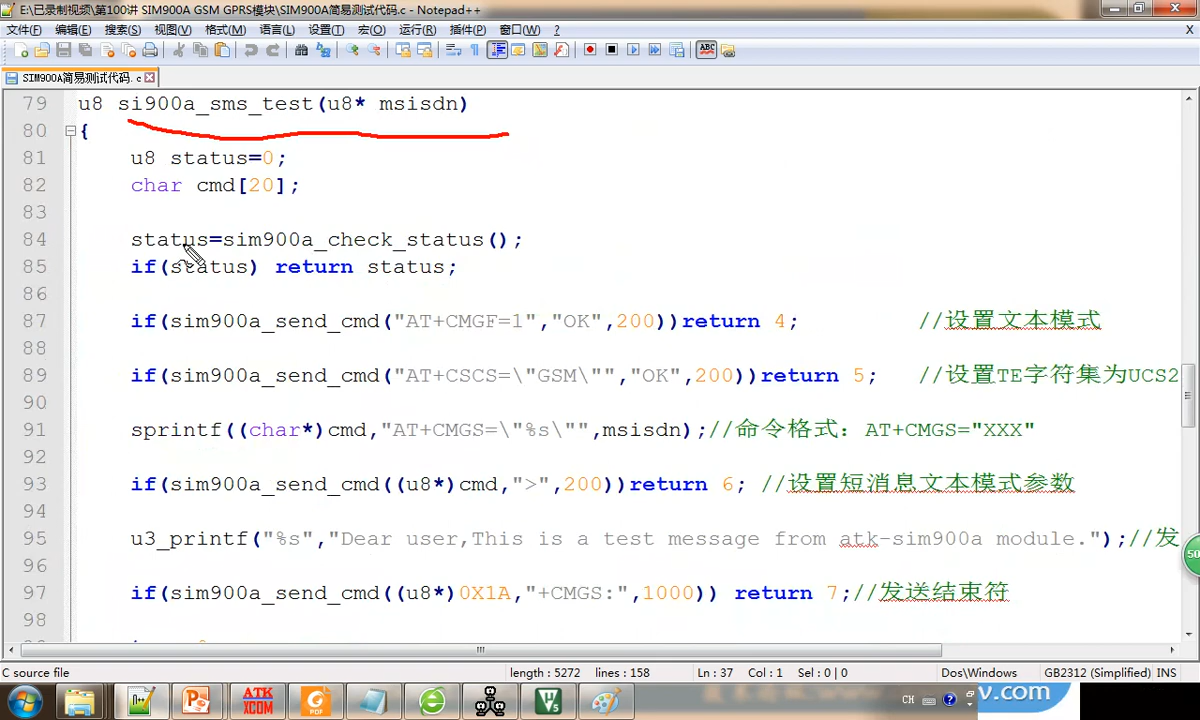 E:\已录制视频\第100讲 SIM900A GSM GPRS模块\SIM900A简易测试代码.c - Notepad++
文件(F) 编辑(E) 搜索(S) 视图(V) 格式(M) 语言(L) 设置(T) 宏(O) 运行(R) 插件(P) 窗口(W) ? X
SIM900A简易测试代码.c
79 u8 si900a_sms_test(u8* msisdn)
80 {
81 u8 status=0;
82 char cmd[20];
83
84 status=sim900a_check_status();
85 if(status) return status;
86
87 if(sim900a_send_cmd("AT+CMGF=1","OK",200))return 4; //设置文本模式
88
89 if(sim900a_send_cmd("AT+CSCS=\"GSM\"","OK",200))return 5; //设置TE字符集为UCS2
90
91 sprintf((char*)cmd,"AT+CMGS=\"%s\"",msisdn);//命令格式：AT+CMGS="XXX"
92
93 if(sim900a_send_cmd((u8*)cmd,">",200))return 6; //设置短消息文本模式参数
94
95 u3_printf("%s","Dear user,This is a test message from atk-sim900a module.");//发
96
97 if(sim900a_send_cmd((u8*)0X1A,"+CMGS:",1000)) return 7;//发送结束符
98
C source file length : 5272 lines : 158 Ln : 37 Col : 1 Sel : 0 | 0 Dos\Windows GB2312 (Simplified) INS
ATK XCOM
PDF
CH
v.com
50